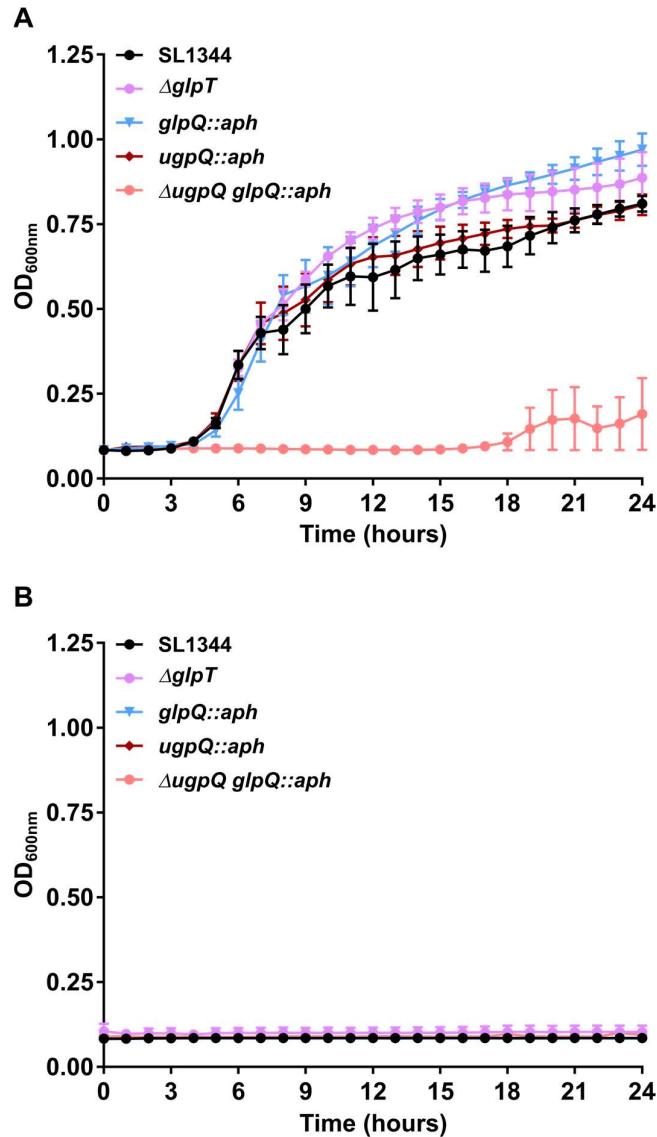 A
1.25
1.00
0.75
0.50
0.25
0.00
OD600nm
SL1344
ΔglpT
glpQ::aph
ugpQ::aph
ΔugpQ glpQ::aph
0 3 6 9 12 15 18 21 24
Time (hours)
B
1.25
1.00
0.75
0.50
0.25
0.00
OD600nm
SL1344
ΔglpT
glpQ::aph
ugpQ::aph
ΔugpQ glpQ::aph
0 3 6 9 12 15 18 21 24
Time (hours)